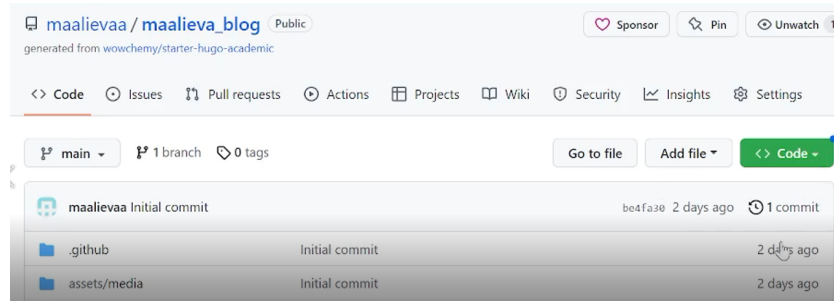 maalievaa / maalieva_blog Public Sponsor Pin Unwatch 1
generated from wowchemy/starter-hugo-academic
Code Issues Pull requests Actions Projects Wiki Security Insights Settings
main 1 branch 0 tags Go to file Add file Code
maalievaa Initial commit be4fa30 2 days ago 1 commit
.github Initial commit 2 days ago
assets/media Initial commit 2 days ago